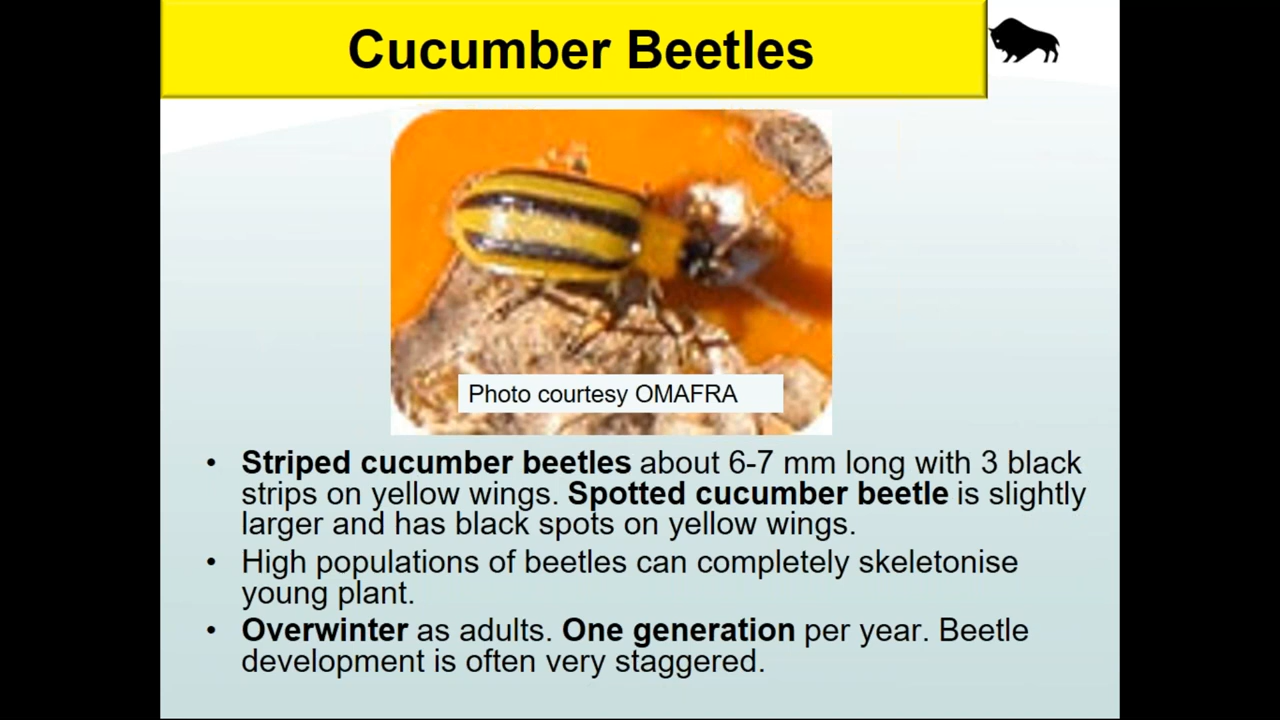 Cucumber Beetles
Photo courtesy OMAFRA
• Striped cucumber beetles about 6-7 mm long with 3 black
strips on yellow wings. Spotted cucumber beetle is slightly
larger and has black spots on yellow wings.
• High populations of beetles can completely skeletonise
young plant.
• Overwinter as adults. One generation per year. Beetle
development is often very staggered.